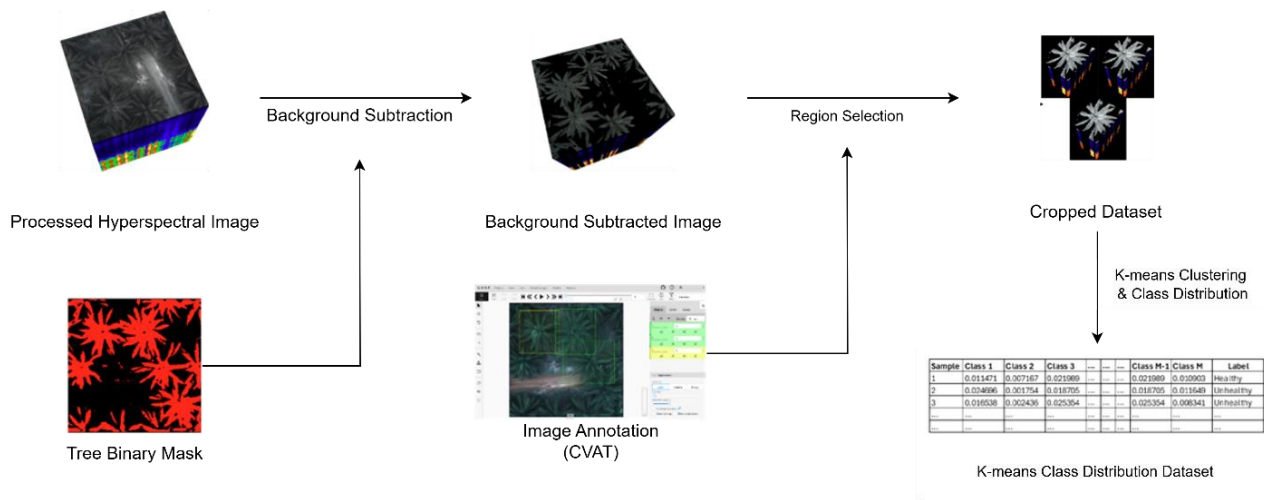 Background Subtraction
Region Selection
Processed Hyperspectral Image
Background Subtracted Image
Cropped Dataset
K-means Clustering
& Class Distribution
Tree Binary Mask
Image Annotation
(CVAT)
Sample Class 1 Class 2 Class 3 ... ... ... Class M-1 Class M Label
1 0.011471 0.007167 0.021989 ... ... ... 0.021989 0.010903 Healthy
2 0.024696 0.001754 0.018705 ... ... ... 0.018705 0.011649 Unhealthy
3 0.016538 0.002436 0.025354 ... ... ... 0.025354 0.008341 Unhealthy
... ... ... ... ... ... ... ... ... ...
... ... ... ... ... ... ... ... ... ...
K-means Class Distribution Dataset